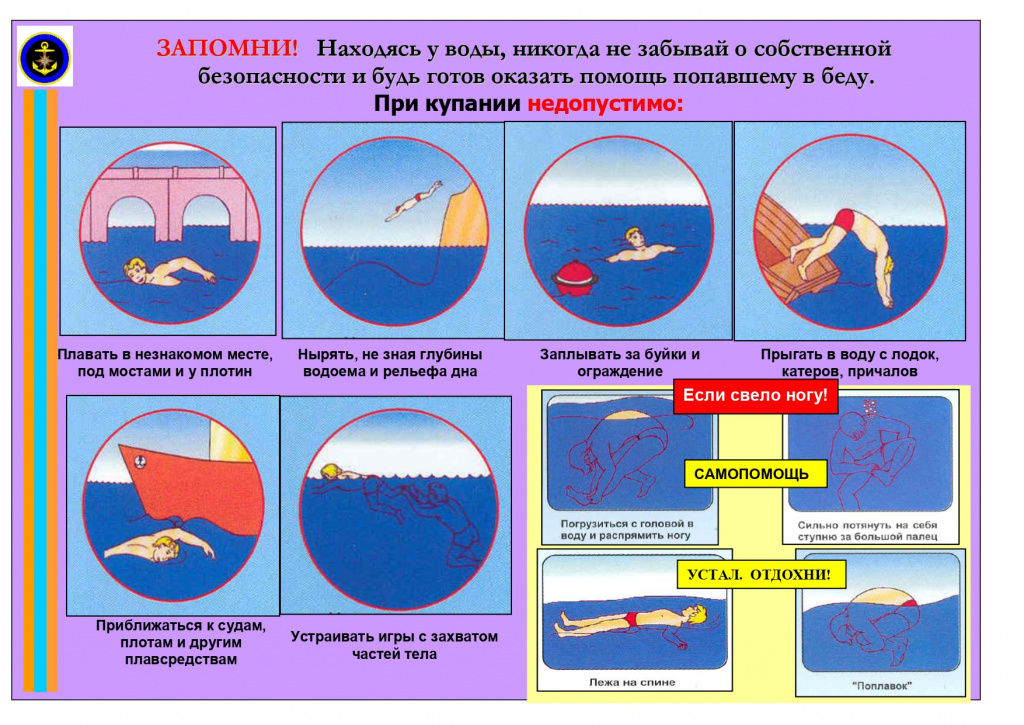 ЗАПОМНИ! Находясь у воды, никогда не забывай о собственной
безопасности и будь готов оказать помощь попавшему в беду.
При купании недопустимо:
Плавать в незнакомом месте,
под мостами и у плотин
Нырять, не зная глубины
водоема и рельефа дна
Заплывать за буйки и
ограждение
Прыгать в воду с лодок,
катеров, причалов
Приближаться к судам,
плотам и другим
плавсредствам
Устраивать игры с захватом
частей тела
Если свело ногу!
САМОПОМОЩЬ
Погрузиться с головой в
воду и распрямить ногу
Сильно потянуть на себя
ступню за большой палец
УСТАЛ. ОТДОХНИ!
Лежа на спине
"Поплавок"